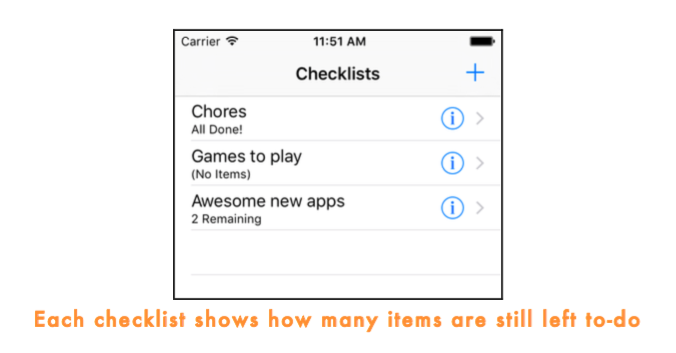 Carrier 11:51 AM
Checklists +
Chores
All Done!
Games to play
(No Items)
Awesome new apps
2 Remaining
Each checklist shows how many items are still left to-do